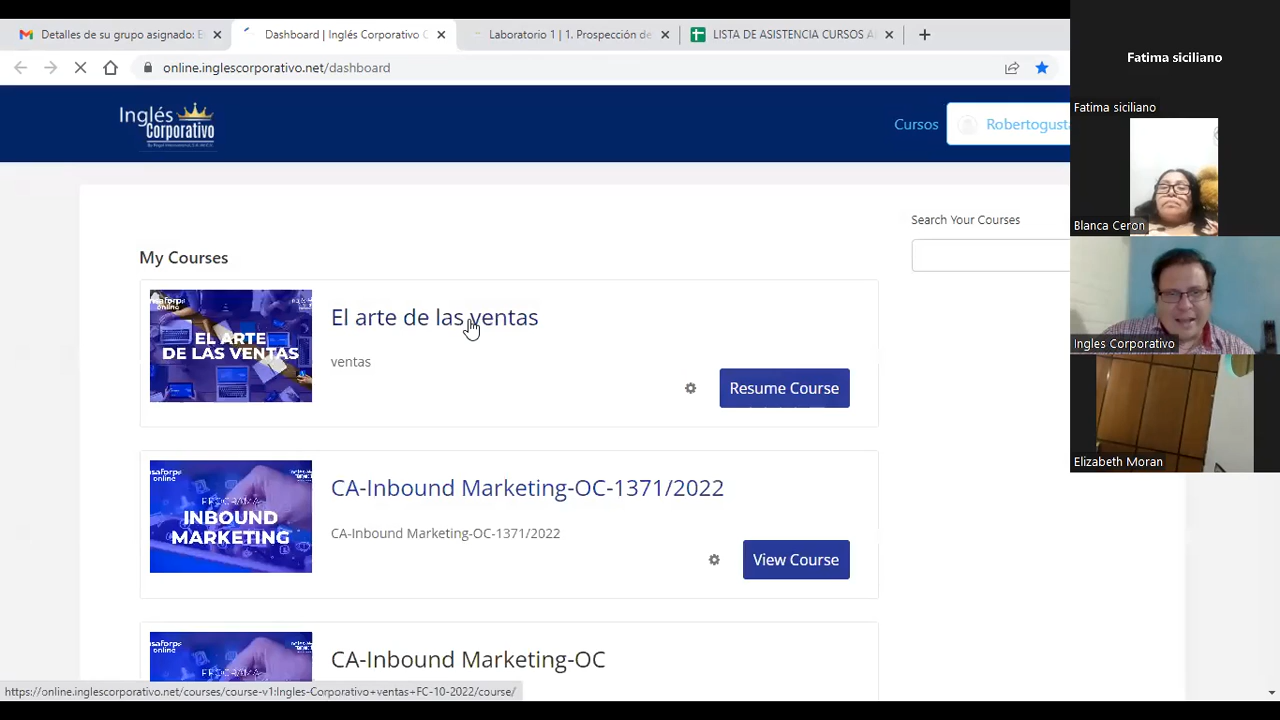 Detalles de su grupo asignado: E
Dashboard | Inglés Corporativo C
Laboratorio 1 | 1. Prospección de
LISTA DE ASISTENCIA CURSOS A
online.inglescorporativo.net/dashboard
Inglés
Corporativo
Cursos
Robertogusta
Search Your Courses
My Courses
EL ARTE
DE LAS VENTAS
El arte de las ventas
ventas
Resume Course
PROGRAMA
INBOUND
MARKETING
CA-Inbound Marketing-OC-1371/2022
CA-Inbound Marketing-OC-1371/2022
View Course
CA-Inbound Marketing-OC
https://online.inglescorporativo.net/courses/course-v1:Ingles-Corporativo+ventas+FC-10-2022/course/
Fatima siciliano
Fatima siciliano
Blanca Ceron
Ingles Corporativo
Elizabeth Moran